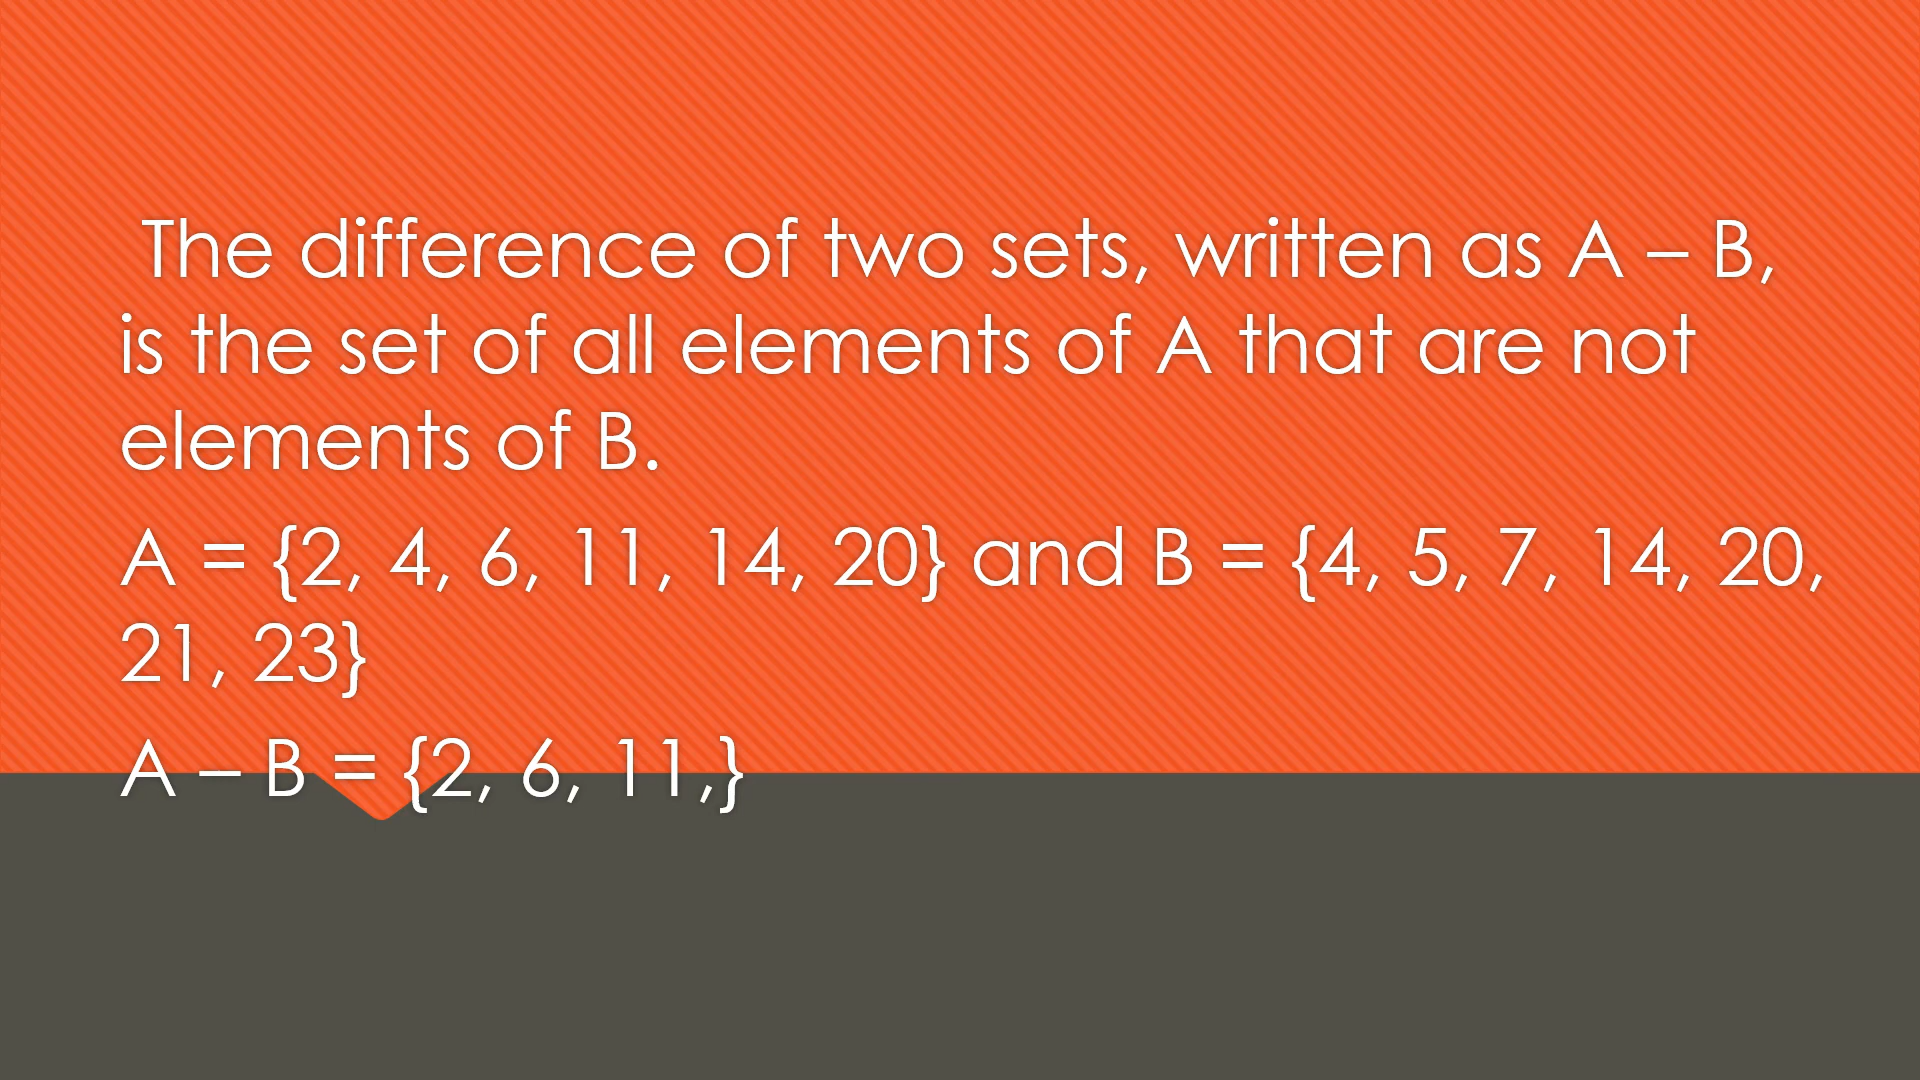 The difference of two sets, written as A – B,
is the set of all elements of A that are not
elements of B.
A = {2, 4, 6, 11, 14, 20} and B = {4, 5, 7, 14, 20,
21, 23}
A – B = {2, 6, 11,}